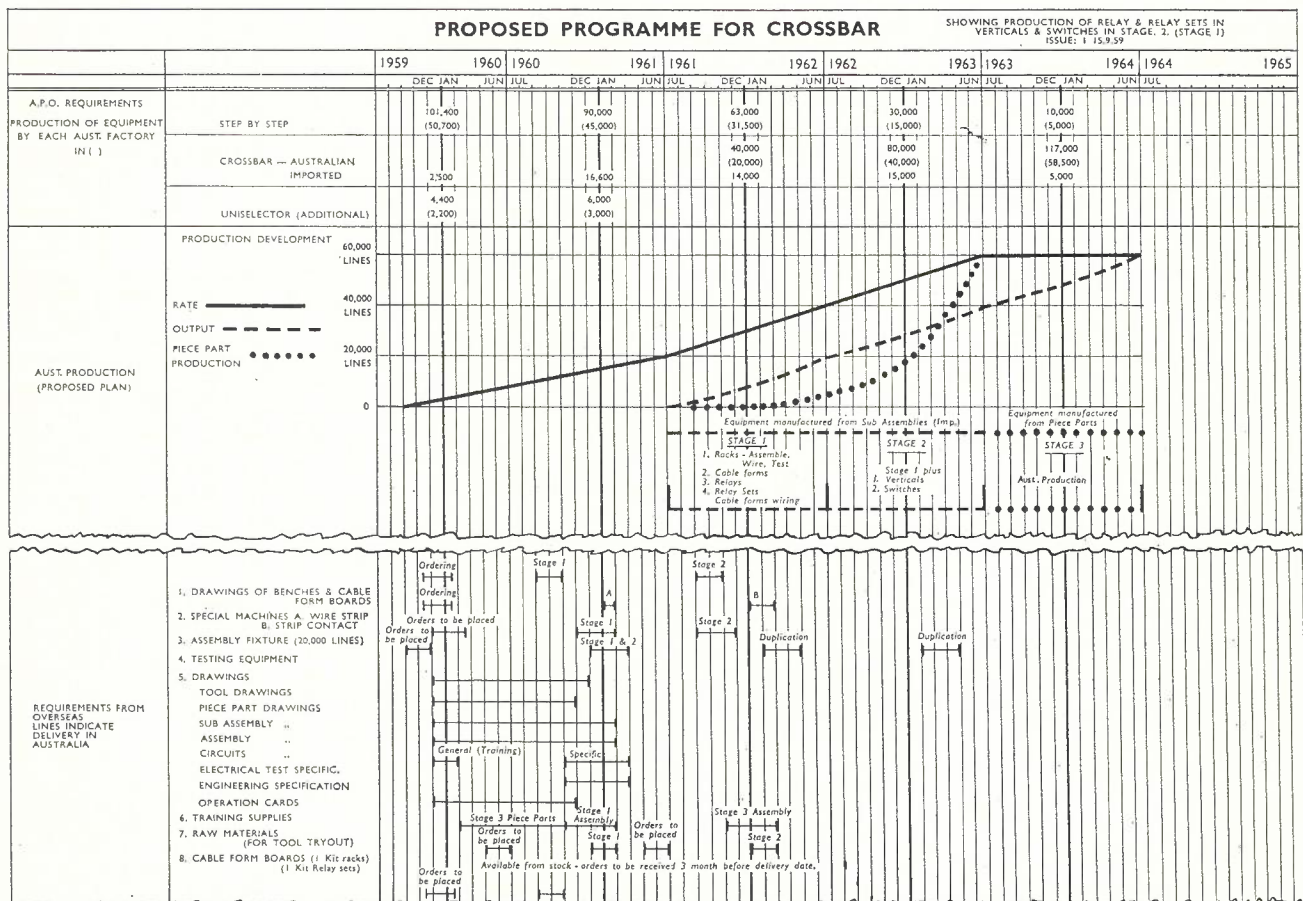 PROPOSED PROGRAMME FOR CROSSBAR
SHOWING PRODUCTION OF RELAY & RELAY SETS IN
VERTICALS & SWITCHES IN STAGE. 2. (STAGE 1)
ISSUE: 1 15.9.59
1959 1960 1960 1961 1961 1962 1962 1963 1963 1964 1964 1965
DEC JAN JUN JUL DEC JAN JUN JUL DEC JAN JUN JUL DEC JAN JUN JUL DEC JAN JUN JUL
A.P.O. REQUIREMENTS
PRODUCTION OF EQUIPMENT
BY EACH AUST. FACTORY
IN ( )
STEP BY STEP
101,400 90,000 63,000 30,000 10,000
(50,700) (45,000) (31,500) (15,000) (5,000)
40,000 80,000 117,000
CROSSBAR — AUSTRALIAN
(20,000) (40,000) (58,500)
IMPORTED
2,500 16,600 14,000 15,000 5,000
4,400 6,000
UNISELECTOR (ADDITIONAL)
(2,200) (3,000)
AUST. PRODUCTION
(PROPOSED PLAN)
PRODUCTION DEVELOPMENT
60,000
LINES
RATE
40,000
LINES
OUTPUT
PIECE PART
PRODUCTION
20,000
LINES
0
Equipment manufactured from Sub Assemblies (Imp.)
STAGE 1
1. Racks - Assemble,
Wire, Test
2. Cable forms
3. Relays
4. Relay Sets
Cable forms wiring
STAGE 2
Stage 1 plus
1. Verticals
2. Switches
Equipment manufactured
from Piece Parts
STAGE 3
Aust. Production
REQUIREMENTS FROM
OVERSEAS
LINES INDICATE
DELIVERY IN
AUSTRALIA
Ordering Stage 1 Stage 2
1. DRAWINGS OF BENCHES & CABLE
FORM BOARDS
Ordering A B
2. SPECIAL MACHINES A. WIRE STRIP
B. STRIP CONTACT
Orders to be placed Stage 1 Stage 2
3. ASSEMBLY FIXTURE (20,000 LINES)
Orders to
be placed
Stage 1 & 2 Duplication Duplication
4. TESTING EQUIPMENT
5. DRAWINGS
TOOL DRAWINGS
PIECE PART DRAWINGS
SUB ASSEMBLY "
ASSEMBLY "
CIRCUITS "
General (Training) Specific
ELECTRICAL TEST SPECIFIC.
ENGINEERING SPECIFICATION
OPERATION CARDS
6. TRAINING SUPPLIES
Stage 3 Piece Parts
Stage 1
Assembly
Stage 3 Assembly
7. RAW MATERIALS
(FOR TOOL TRYOUT)
Orders to
be placed
Stage 1
Orders to
be placed
Stage 2
8. CABLE FORM BOARDS (1 Kit racks)
(1 Kit Relay sets)
Available from stock - orders to be received 3 month before delivery date.
Orders to
be placed